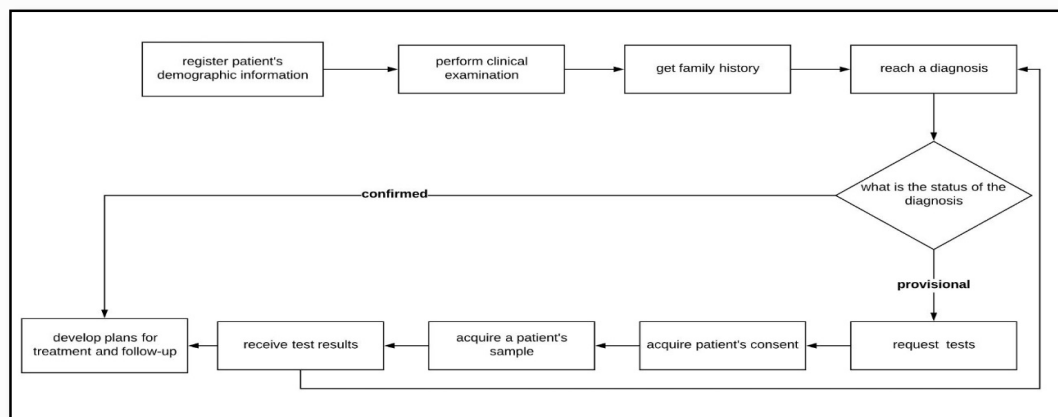 register patient's
demographic information
perform clinical
examination
get family history
reach a diagnosis
what is the status of the
diagnosis
confirmed
provisional
develop plans for
treatment and follow-up
receive test results
acquire a patient's
sample
acquire patient's consent
request tests